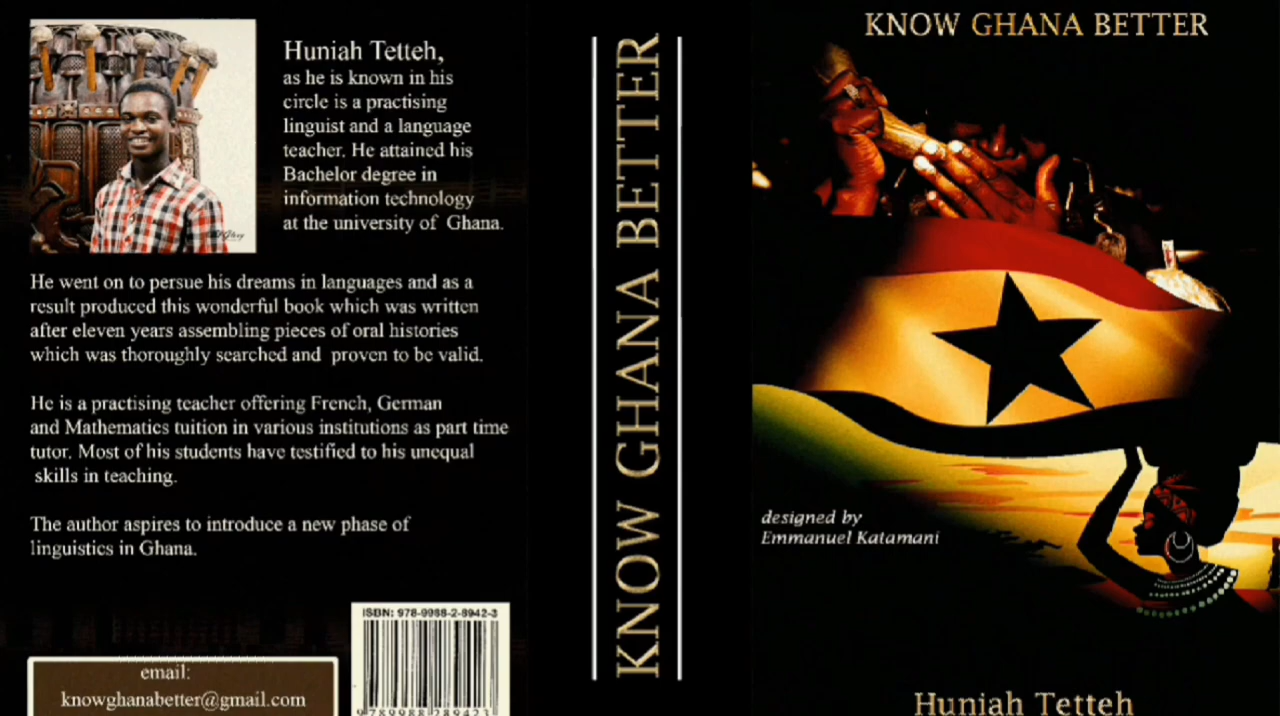 Huniah Tetteh,
as he is known in his
circle is a practising
linguist and a language
teacher. He attained his
Bachelor degree in
information technology
at the university of Ghana.
He went on to persue his dreams in languages and as a
result produced this wonderful book which was written
after eleven years assembling pieces of oral histories
which was thoroughly searched and proven to be valid.
He is a practising teacher offering French, German
and Mathematics tuition in various institutions as part time
tutor. Most of his students have testified to his unequal
skills in teaching.
The author aspires to introduce a new phase of
linguistics in Ghana.
email:
knowghanabetter@gmail.com
ISBN: 978-9988-2-8942-3
9789988 289423
KNOW GHANA BETTER
KNOW GHANA BETTER
designed by
Emmanuel Katamani
Huniah Tetteh